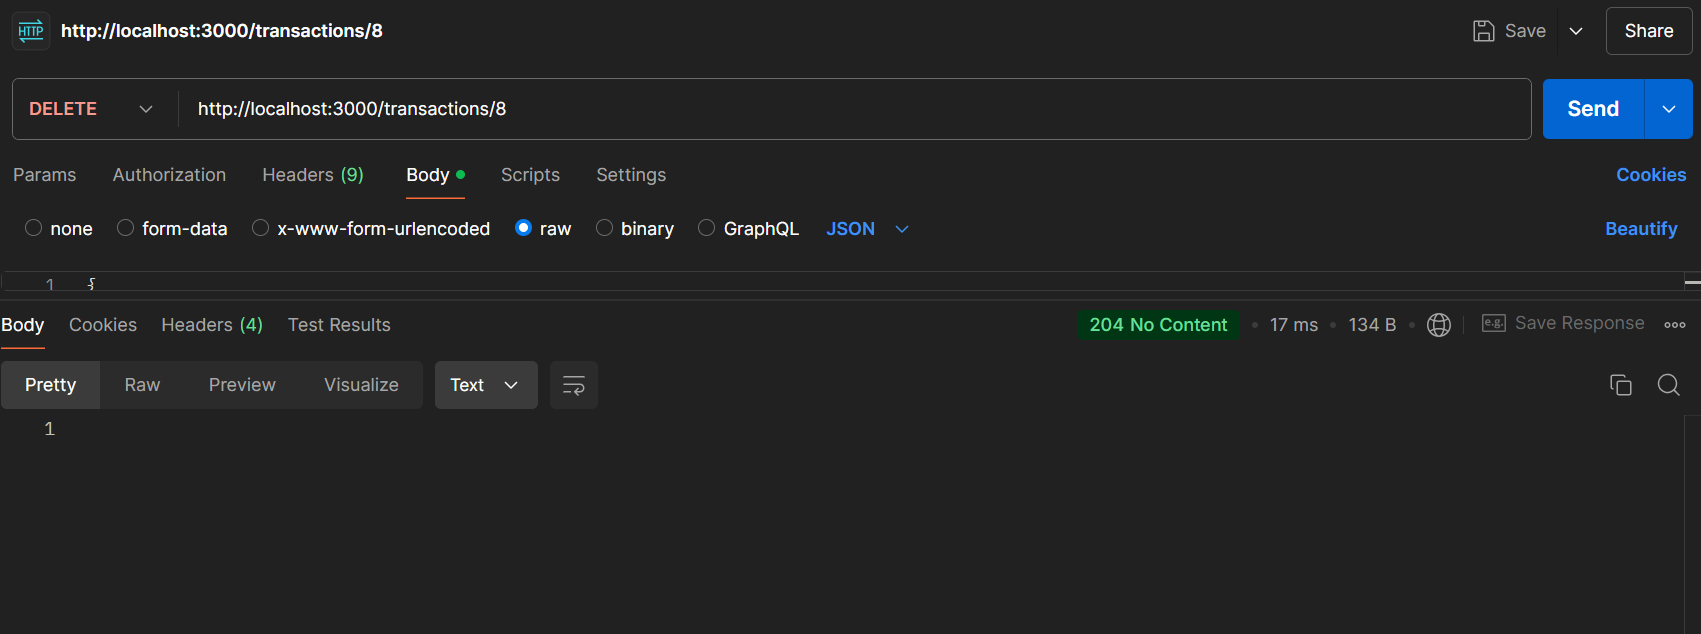 HTTP http://localhost:3000/transactions/8 Save Share
DELETE http://localhost:3000/transactions/8 Send
Params Authorization Headers (9) Body Scripts Settings Cookies
none form-data x-www-form-urlencoded raw binary GraphQL JSON Beautify
1 {
Body Cookies Headers (4) Test Results 204 No Content • 17 ms • 134 B • e.g. Save Response
Pretty Raw Preview Visualize Text
1